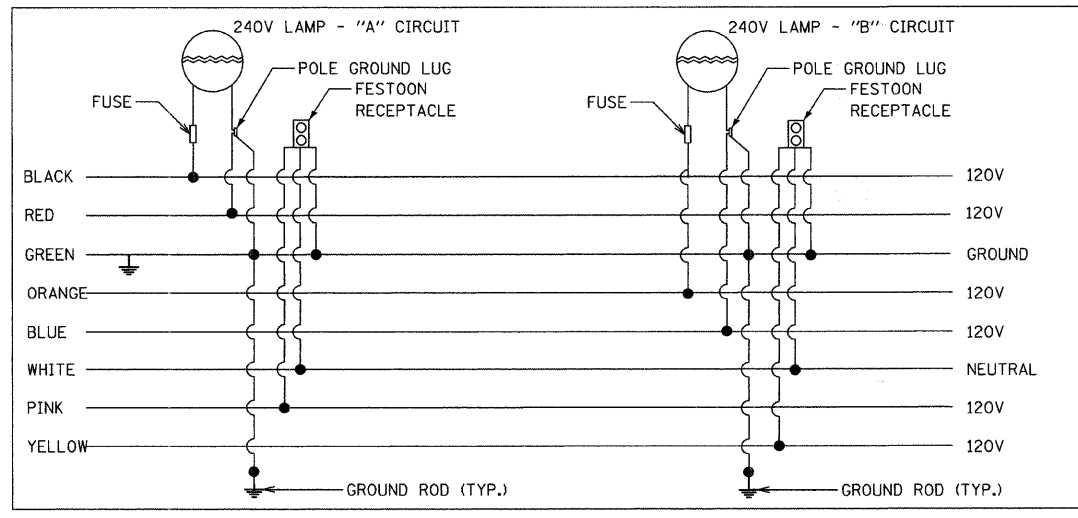 240V LAMP - "A" CIRCUIT
240V LAMP - "B" CIRCUIT
POLE GROUND LUG
POLE GROUND LUG
FUSE
FESTOON
RECEPTACLE
FUSE
FESTOON
RECEPTACLE
BLACK
120V
RED
120V
GREEN
GROUND
ORANGE
120V
BLUE
120V
WHITE
NEUTRAL
PINK
120V
YELLOW
120V
GROUND ROD (TYP.)
GROUND ROD (TYP.)